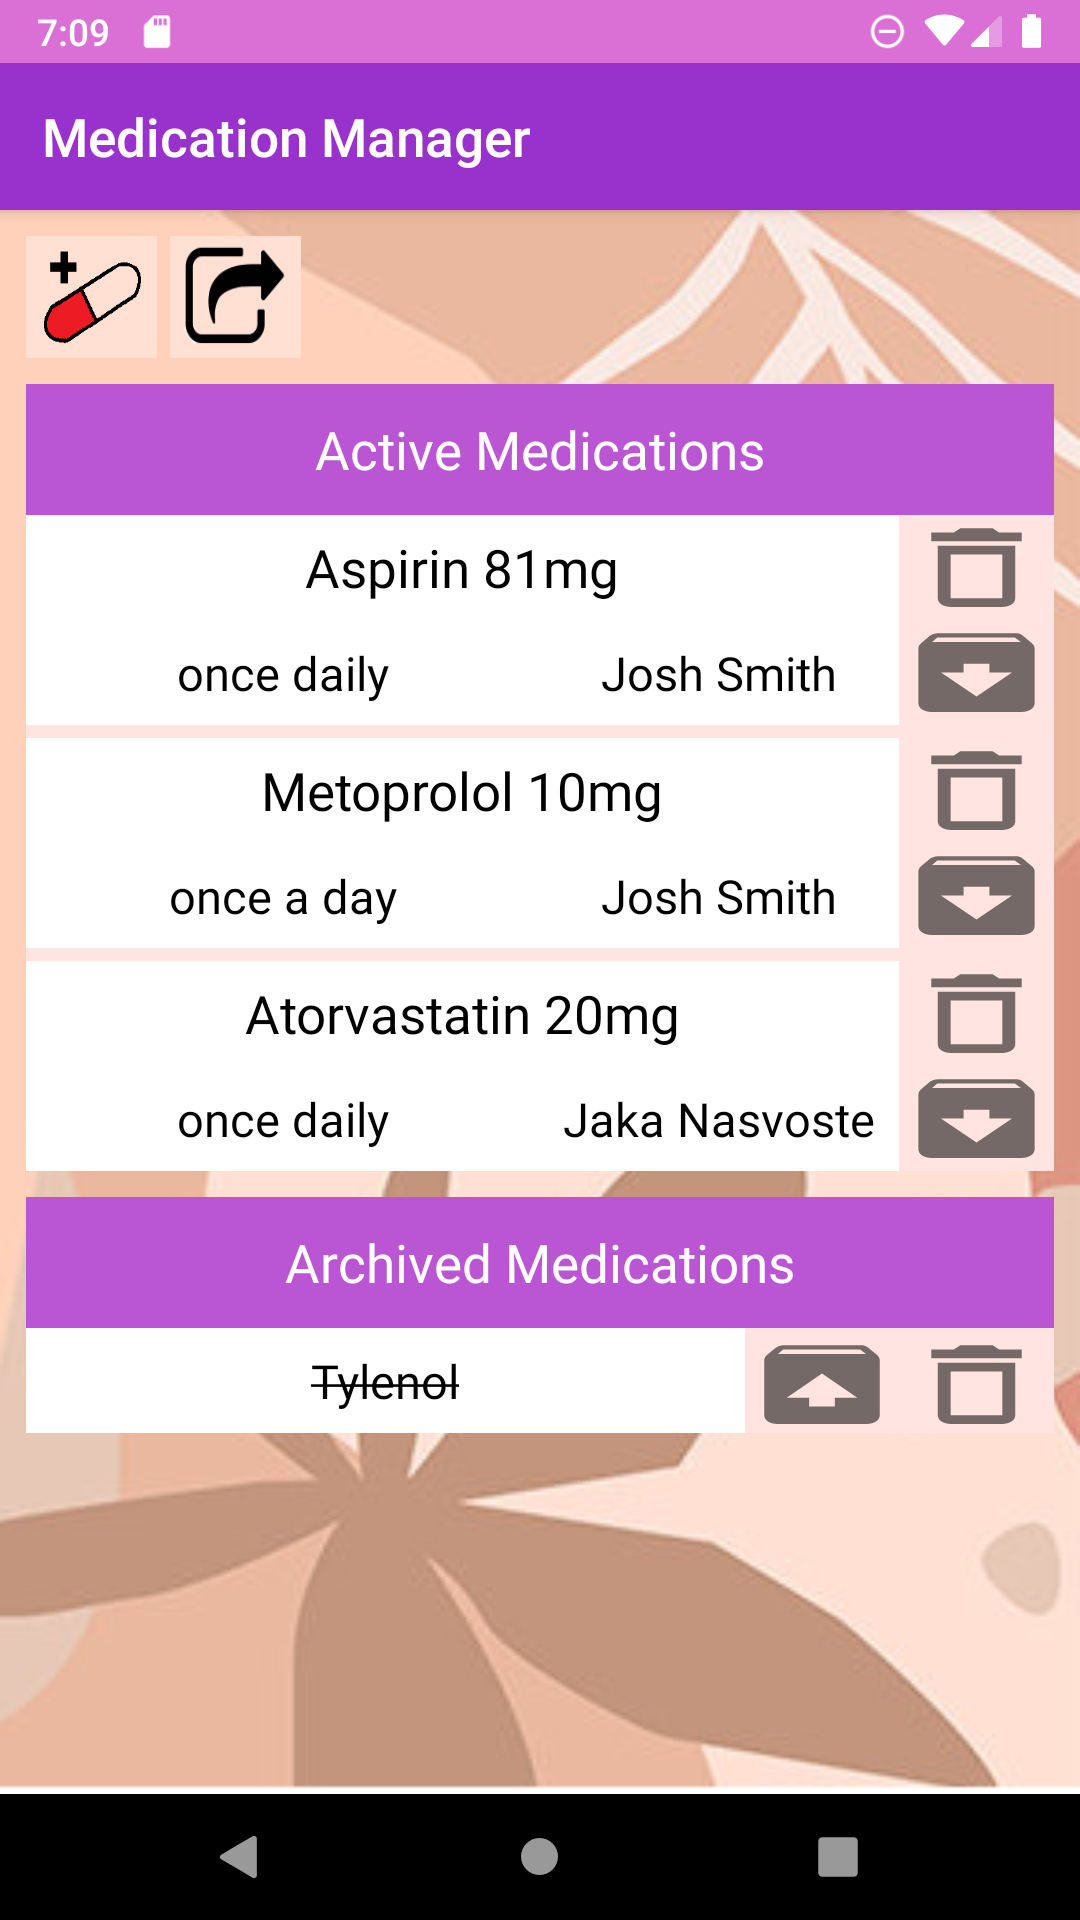 7:09
Medication Manager
Active Medications
Aspirin 81mg
once daily Josh Smith
Metoprolol 10mg
once a day Josh Smith
Atorvastatin 20mg
once daily Jaka Nasvoste
Archived Medications
Tylenol